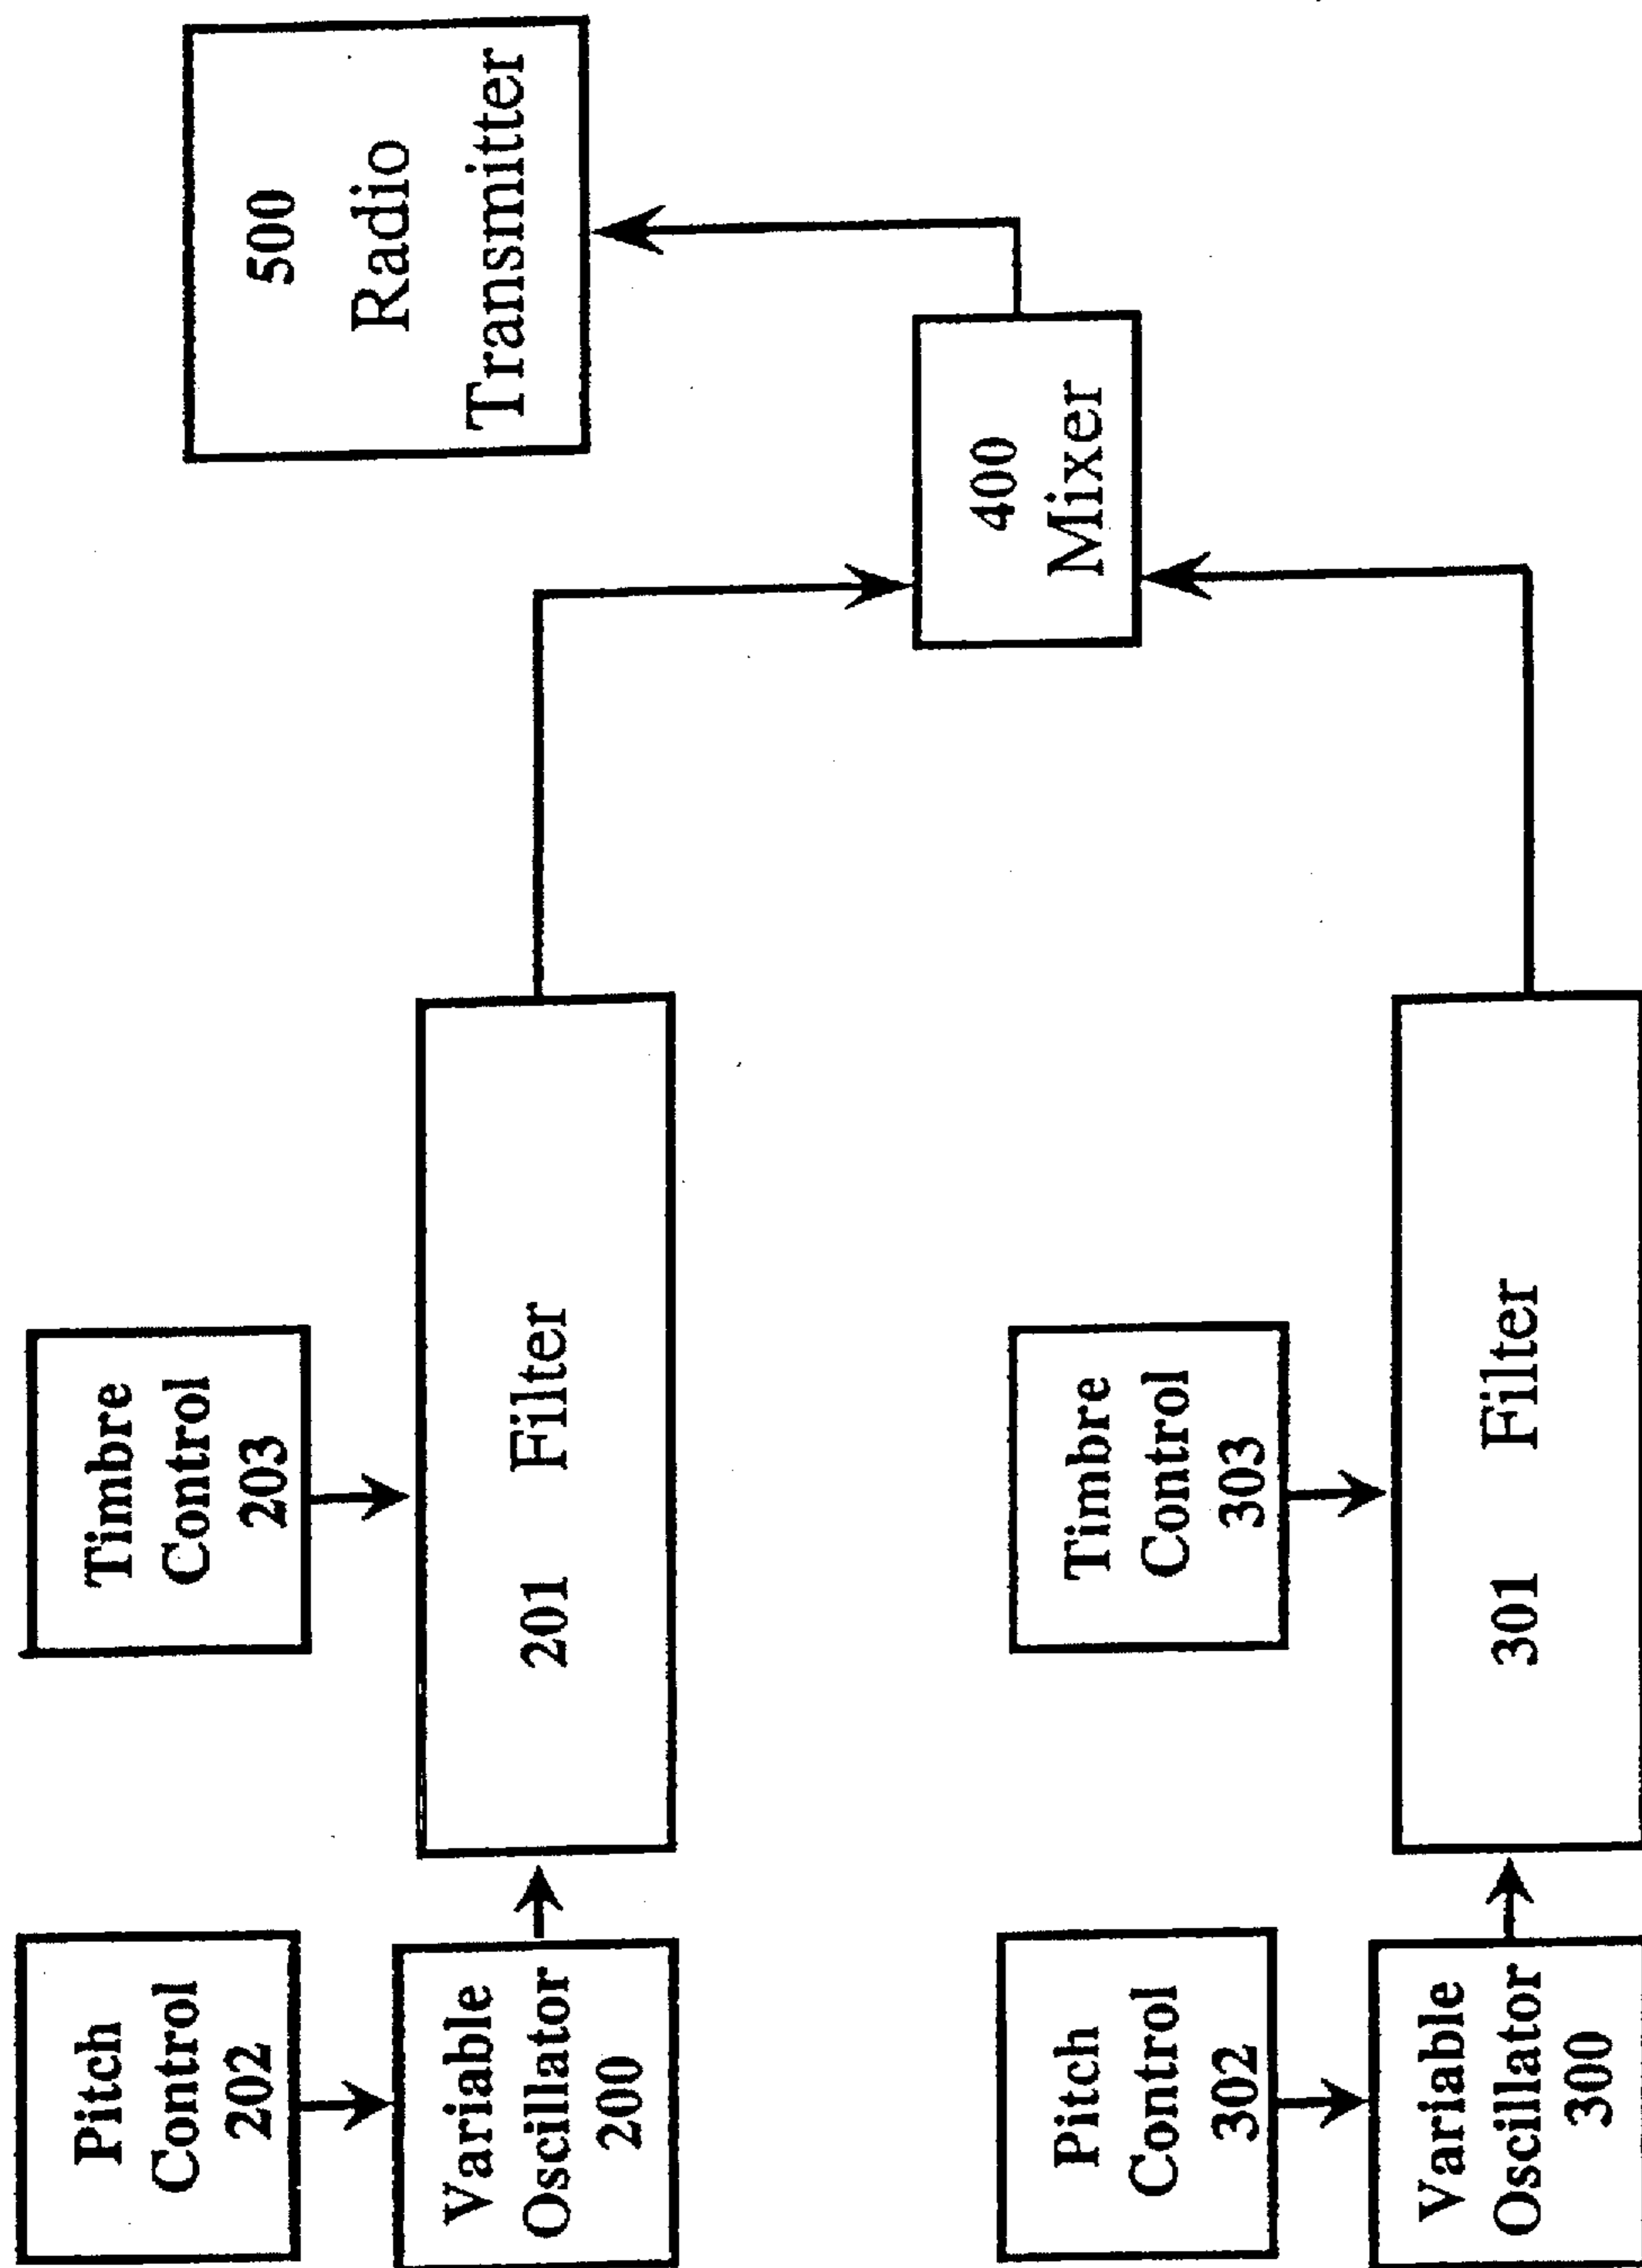 Pitch
Control
202
Timbre
Control
203
500
Radio
Transmitter
Variable
Oscillator
200
201 Filter
400
Mixer
Pitch
Control
302
Timbre
Control
303
Variable
Oscillator
300
301 Filter